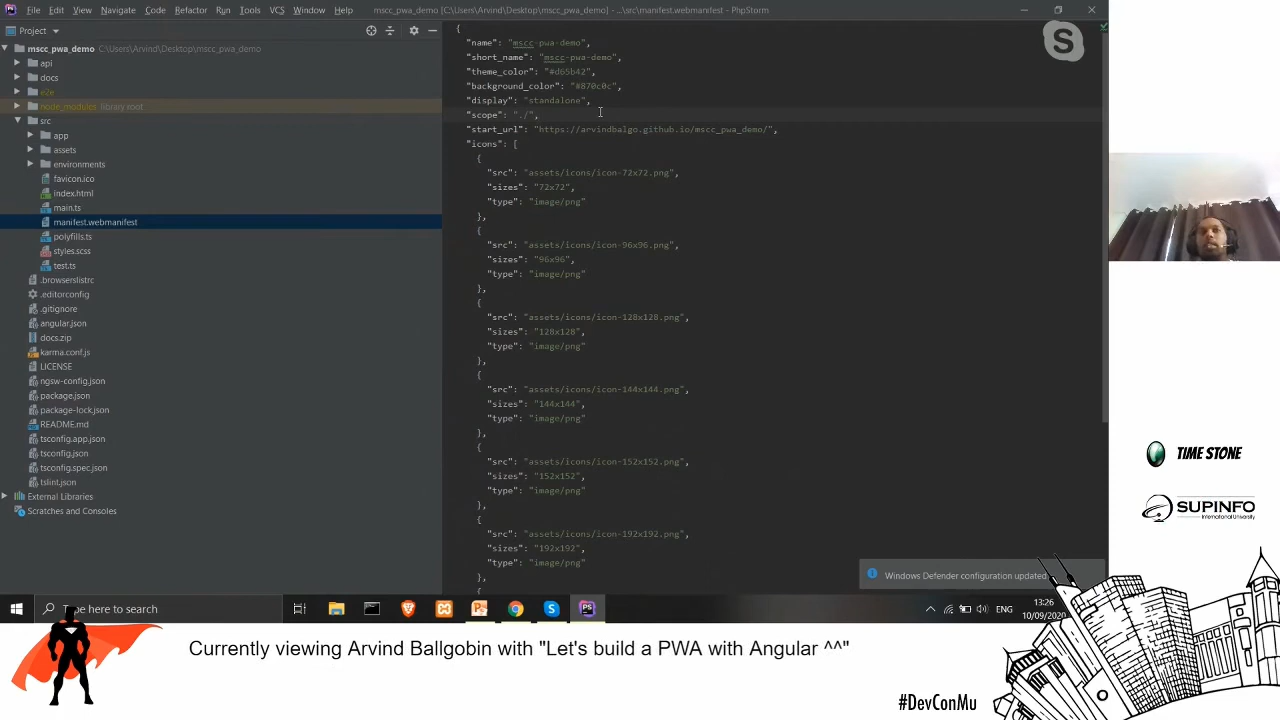 File Edit View Navigate Code Refactor Run Tools VCS Window Help mscc_pwa_demo [C:\Users\Arvind\Desktop\mscc_pwa_demo] - ...\src\manifest.webmanifest - PhpStorm
Project
mscc_pwa_demo C:\Users\Arvind\Desktop\mscc_pwa_demo
api
docs
e2e
node_modules library root
src
app
assets
environments
favicon.ico
index.html
main.ts
manifest.webmanifest
polyfills.ts
styles.scss
test.ts
.browserslistrc
.editorconfig
.gitignore
angular.json
docs.zip
karma.conf.js
LICENSE
ngsw-config.json
package.json
package-lock.json
README.md
tsconfig.app.json
tsconfig.json
tsconfig.spec.json
tslint.json
External Libraries
Scratches and Consoles
{
"name": "mscc-pwa-demo",
"short_name": "mscc-pwa-demo",
"theme_color": "#d65b42",
"background_color": "#870c0c",
"display": "standalone",
"scope": "./",
"start_url": "https://arvindbalgo.github.io/mscc_pwa_demo/",
"icons": [
{
"src": "assets/icons/icon-72x72.png",
"sizes": "72x72",
"type": "image/png"
},
{
"src": "assets/icons/icon-96x96.png",
"sizes": "96x96",
"type": "image/png"
},
{
"src": "assets/icons/icon-128x128.png",
"sizes": "128x128",
"type": "image/png"
},
{
"src": "assets/icons/icon-144x144.png",
"sizes": "144x144",
"type": "image/png"
},
{
"src": "assets/icons/icon-152x152.png",
"sizes": "152x152",
"type": "image/png"
},
{
"src": "assets/icons/icon-192x192.png",
"sizes": "192x192",
"type": "image/png"
},
{
Windows Defender configuration updated
Type here to search
ENG
13:26
10/09/2020
TIME STONE
SUPINFO
International University
Currently viewing Arvind Ballgobin with "Let's build a PWA with Angular ^^"
#DevConMu